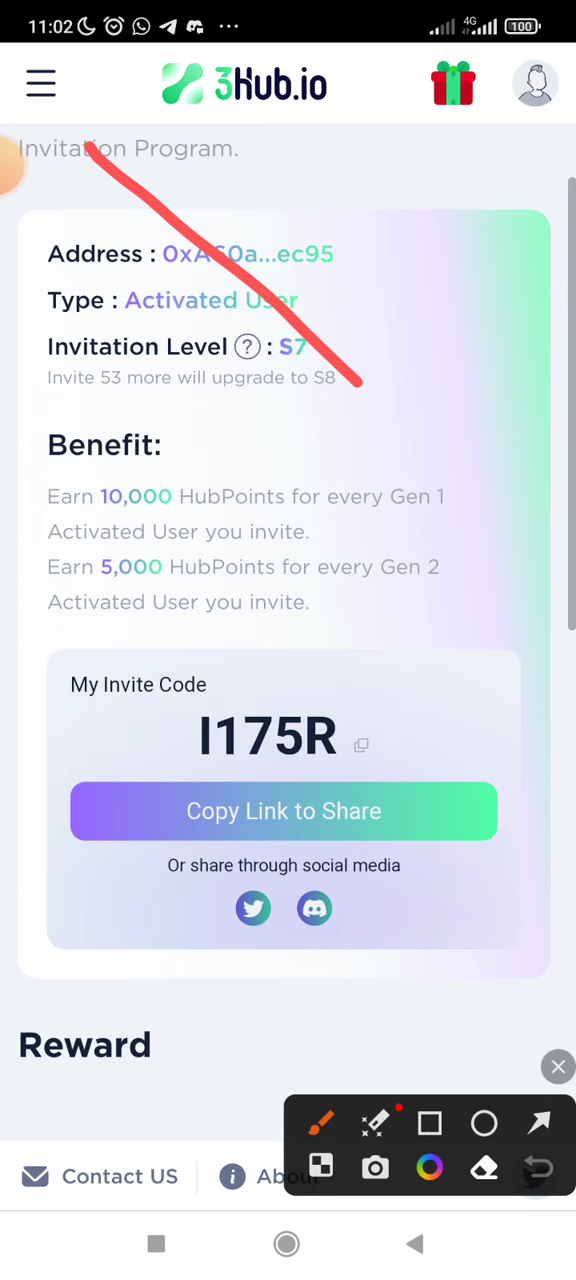 11:02
4G
100
3Hub.io
Invitation Program.
Address : 0xA60a...ec95
Type : Activated User
Invitation Level ? : S7
Invite 53 more will upgrade to S8
Benefit:
Earn 10,000 HubPoints for every Gen 1
Activated User you invite.
Earn 5,000 HubPoints for every Gen 2
Activated User you invite.
My Invite Code
I175R
Copy Link to Share
Or share through social media
Reward
Contact US
About